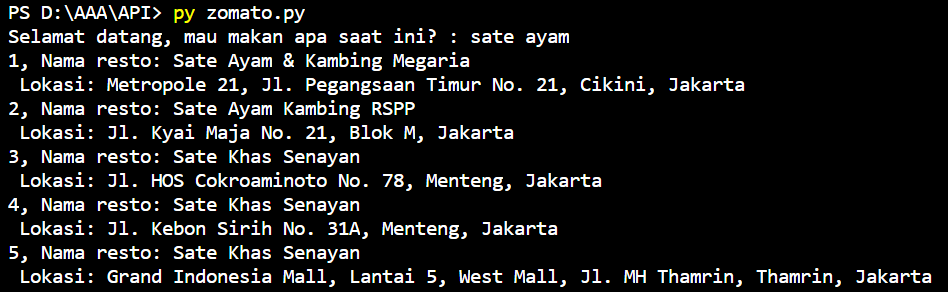 PS D:\AAA\API> py zomato.py
Selamat datang, mau makan apa saat ini? : sate ayam
1, Nama resto: Sate Ayam & Kambing Megaria
 Lokasi: Metropole 21, Jl. Pegangsaan Timur No. 21, Cikini, Jakarta
2, Nama resto: Sate Ayam Kambing RSPP
 Lokasi: Jl. Kyai Maja No. 21, Blok M, Jakarta
3, Nama resto: Sate Khas Senayan
 Lokasi: Jl. HOS Cokroaminoto No. 78, Menteng, Jakarta
4, Nama resto: Sate Khas Senayan
 Lokasi: Jl. Kebon Sirih No. 31A, Menteng, Jakarta
5, Nama resto: Sate Khas Senayan
 Lokasi: Grand Indonesia Mall, Lantai 5, West Mall, Jl. MH Thamrin, Thamrin, Jakarta